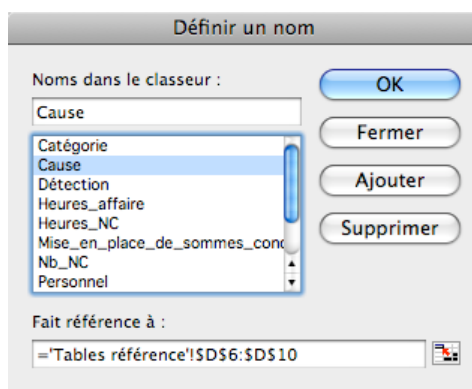 Définir un nom
Noms dans le classeur :
Cause
Catégorie
Cause
Détection
Heures_affaire
Heures_NC
Mise_en_place_de_sommes_cond
Nb_NC
Personnel
OK
Fermer
Ajouter
Supprimer
Fait référence à :
='Tables référence'!$D$6:$D$10